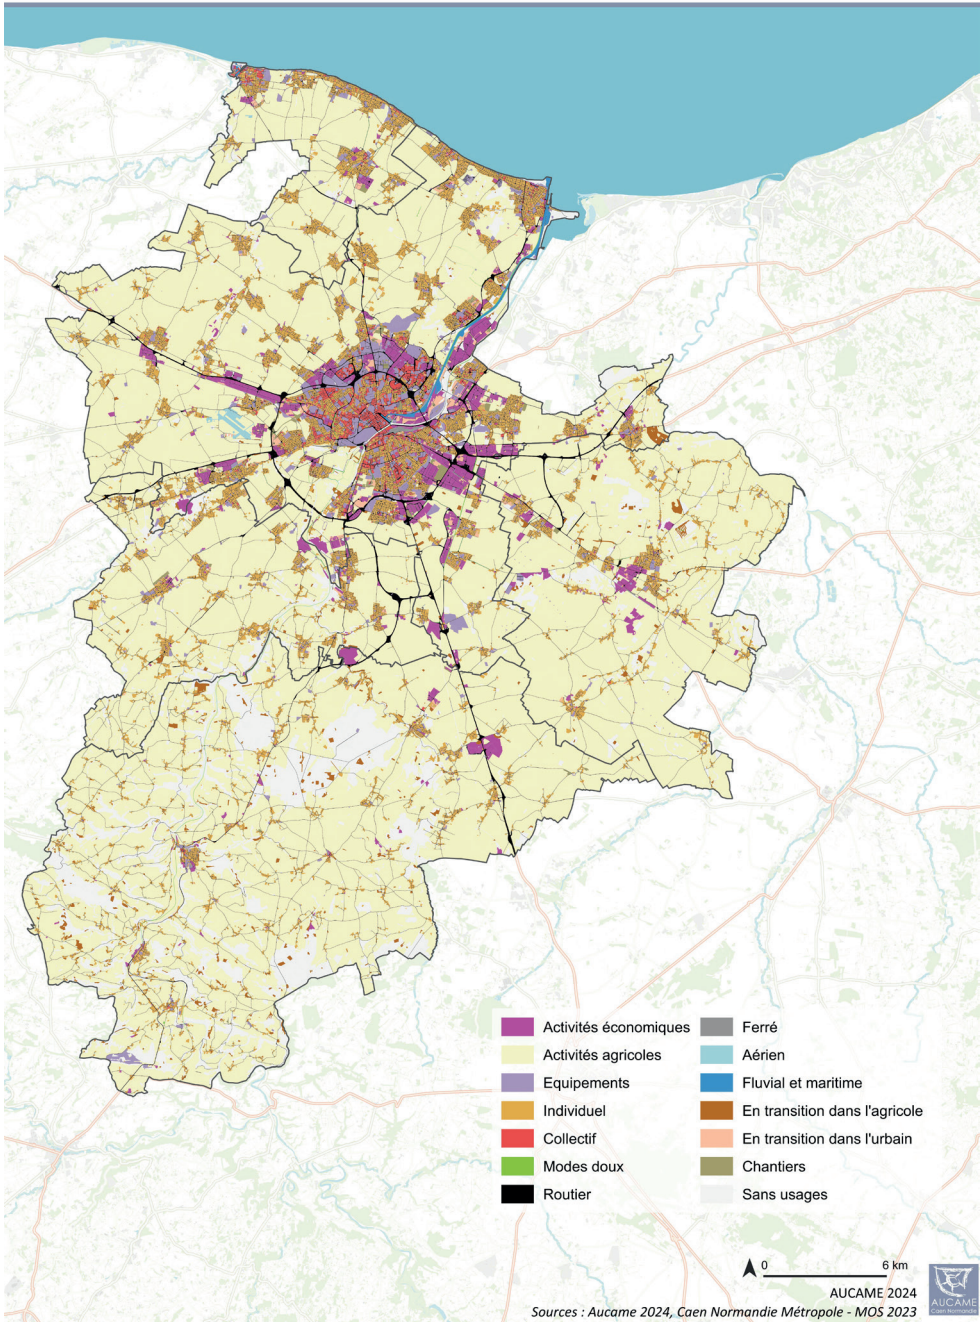 Activités économiques
Activités agricoles
Equipements
Individuel
Collectif
Modes doux
Routier
Ferré
Aérien
Fluvial et maritime
En transition dans l'agricole
En transition dans l'urbain
Chantiers
Sans usages
0 6 km
AUCAME 2024
Sources : Aucame 2024, Caen Normandie Métropole - MOS 2023
AUCAME
Caen Normandie